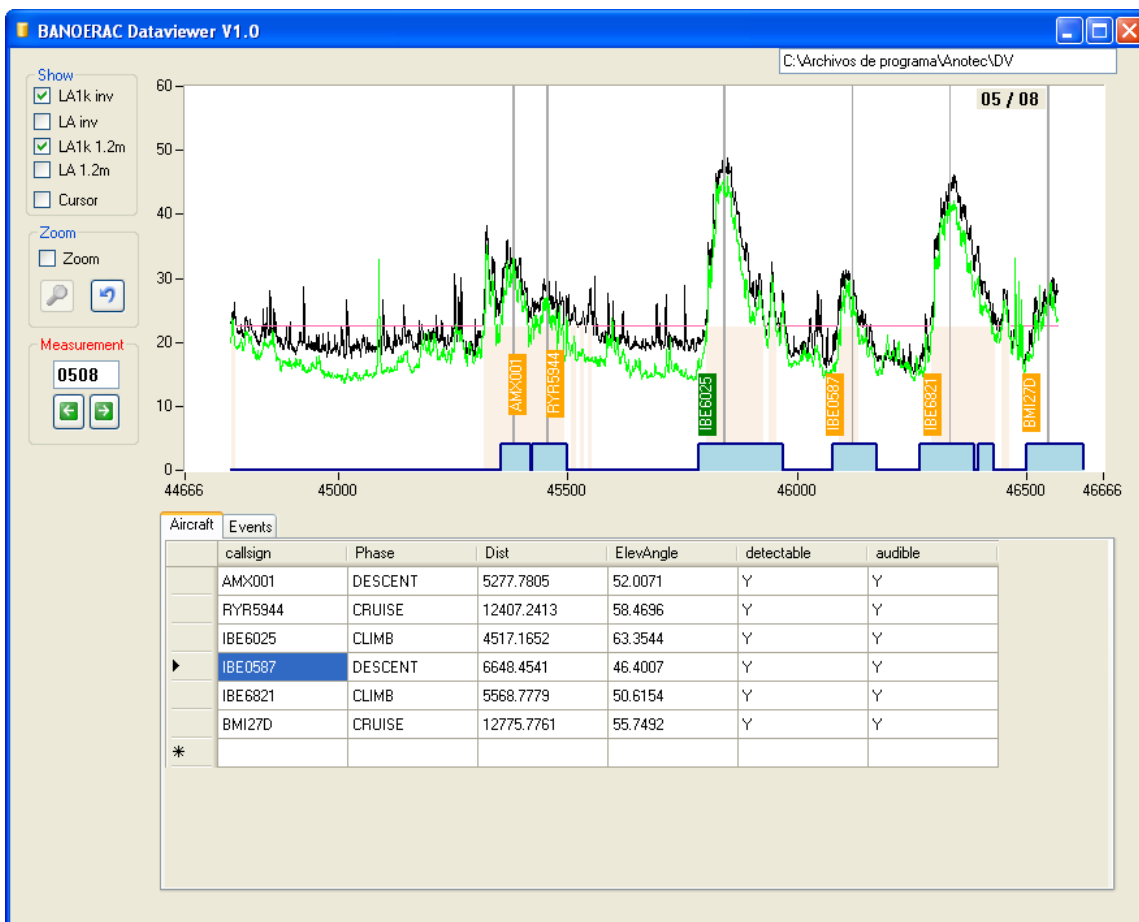 BANOERAC Dataviewer V1.0
C:\Archivos de programa\Anotec\DV
Show
LA1k inv
LA inv
LA1k 1.2m
LA 1.2m
Cursor
Zoom
Zoom
Measurement
0508
05 / 08
60
50
40
30
20
10
0
AMX001
RYR5944
IBE6025
IBE0587
IBE6821
BMI27D
44666 45000 45500 46000 46500 46666
Aircraft Events
callsign Phase Dist ElevAngle detectable audible
AMX001 DESCENT 5277.7805 52.0071 Y Y
RYR5944 CRUISE 12407.2413 58.4696 Y Y
IBE6025 CLIMB 4517.1652 63.3544 Y Y
IBE0587 DESCENT 6648.4541 46.4007 Y Y
IBE6821 CLIMB 5568.7779 50.6154 Y Y
BMI27D CRUISE 12775.7761 55.7492 Y Y